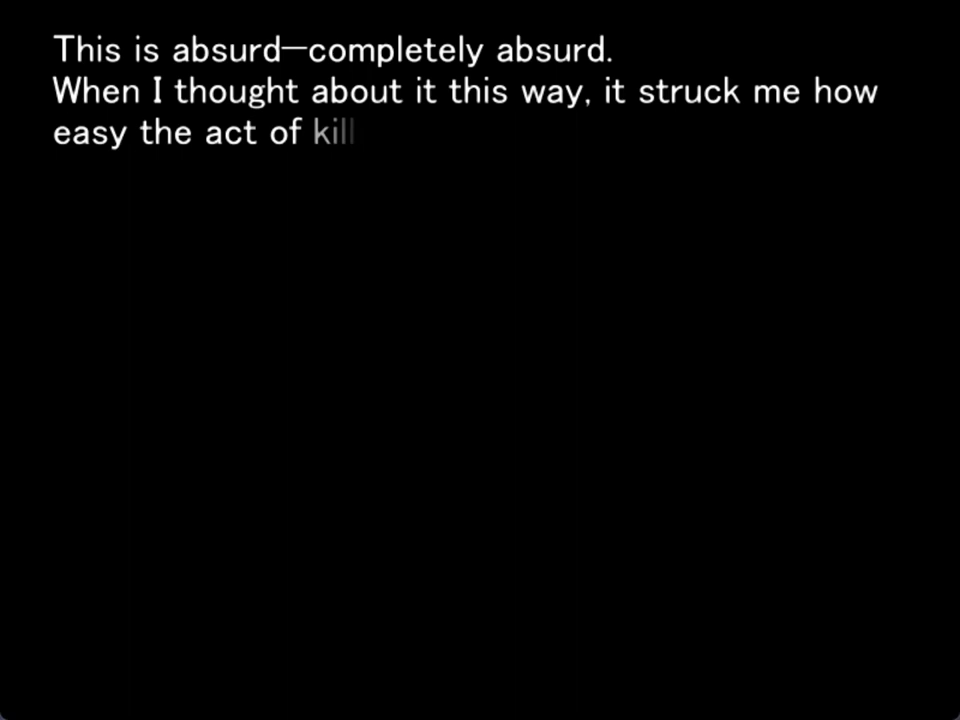 This is absurd—completely absurd.
When I thought about it this way, it struck me how
easy the act of kill